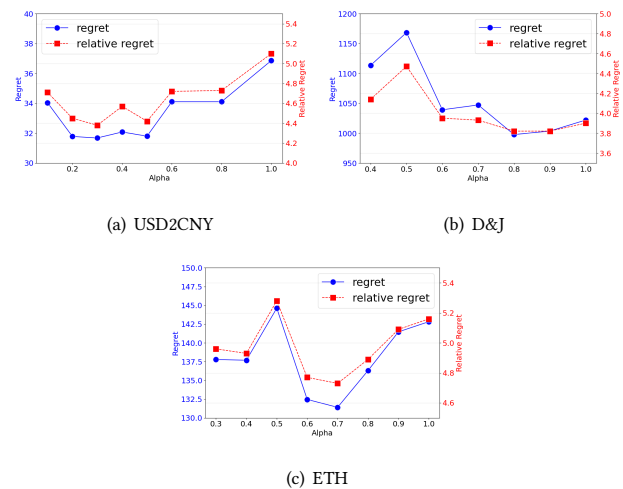 40
38
36
34
32
30
Regret
regret
relative regret
5.4
5.2
5.0
4.8
4.6
4.4
4.2
4.0
Relative Regret
0.2 0.4 0.6 0.8 1.0
Alpha
(a) USD2CNY
1200
1150
1100
1050
1000
950
Regret
regret
relative regret
5.0
4.8
4.6
4.4
4.2
4.0
3.8
3.6
Relative Regret
0.4 0.5 0.6 0.7 0.8 0.9 1.0
Alpha
(b) D&J
150.0
147.5
145.0
142.5
140.0
137.5
135.0
132.5
130.0
Regret
regret
relative regret
5.4
5.2
5.0
4.8
4.6
Relative Regret
0.3 0.4 0.5 0.6 0.7 0.8 0.9 1.0
Alpha
(c) ETH